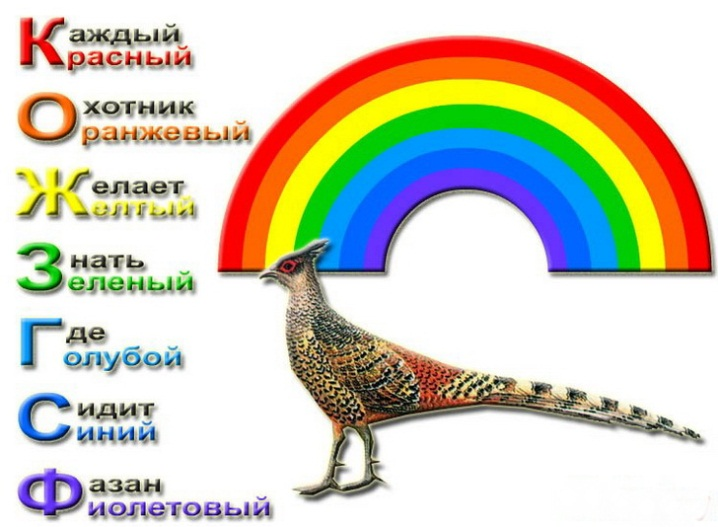 Каждый
Красный
Охотник
Оранжевый
Желает
Желтый
Знать
Зеленый
Где
Голубой
Сидит
Синий
Фазан
Фиолетовый